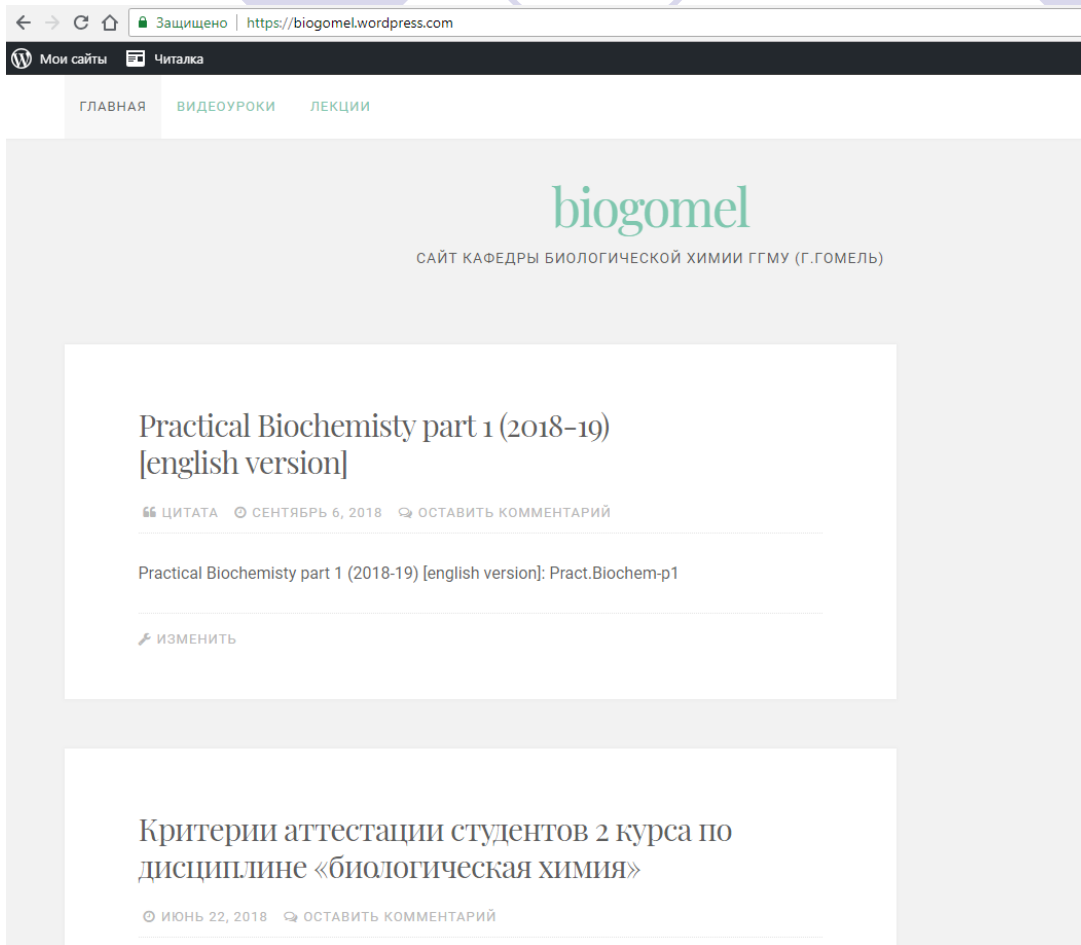 Защищено | https://biogomel.wordpress.com
Мои сайты Читалка
ГЛАВНАЯ ВИДЕОУРОКИ ЛЕКЦИИ
biogomel
САЙТ КАФЕДРЫ БИОЛОГИЧЕСКОЙ ХИМИИ ГГМУ (Г.ГОМЕЛЬ)
Practical Biochemisty part 1 (2018-19)
[english version]
ЦИТАТА СЕНТЯБРЬ 6, 2018 ОСТАВИТЬ КОММЕНТАРИЙ
Practical Biochemisty part 1 (2018-19) [english version]: Pract.Biochem-p1
ИЗМЕНИТЬ
Критерии аттестации студентов 2 курса по
дисциплине «биологическая химия»
ИЮНЬ 22, 2018 ОСТАВИТЬ КОММЕНТАРИЙ